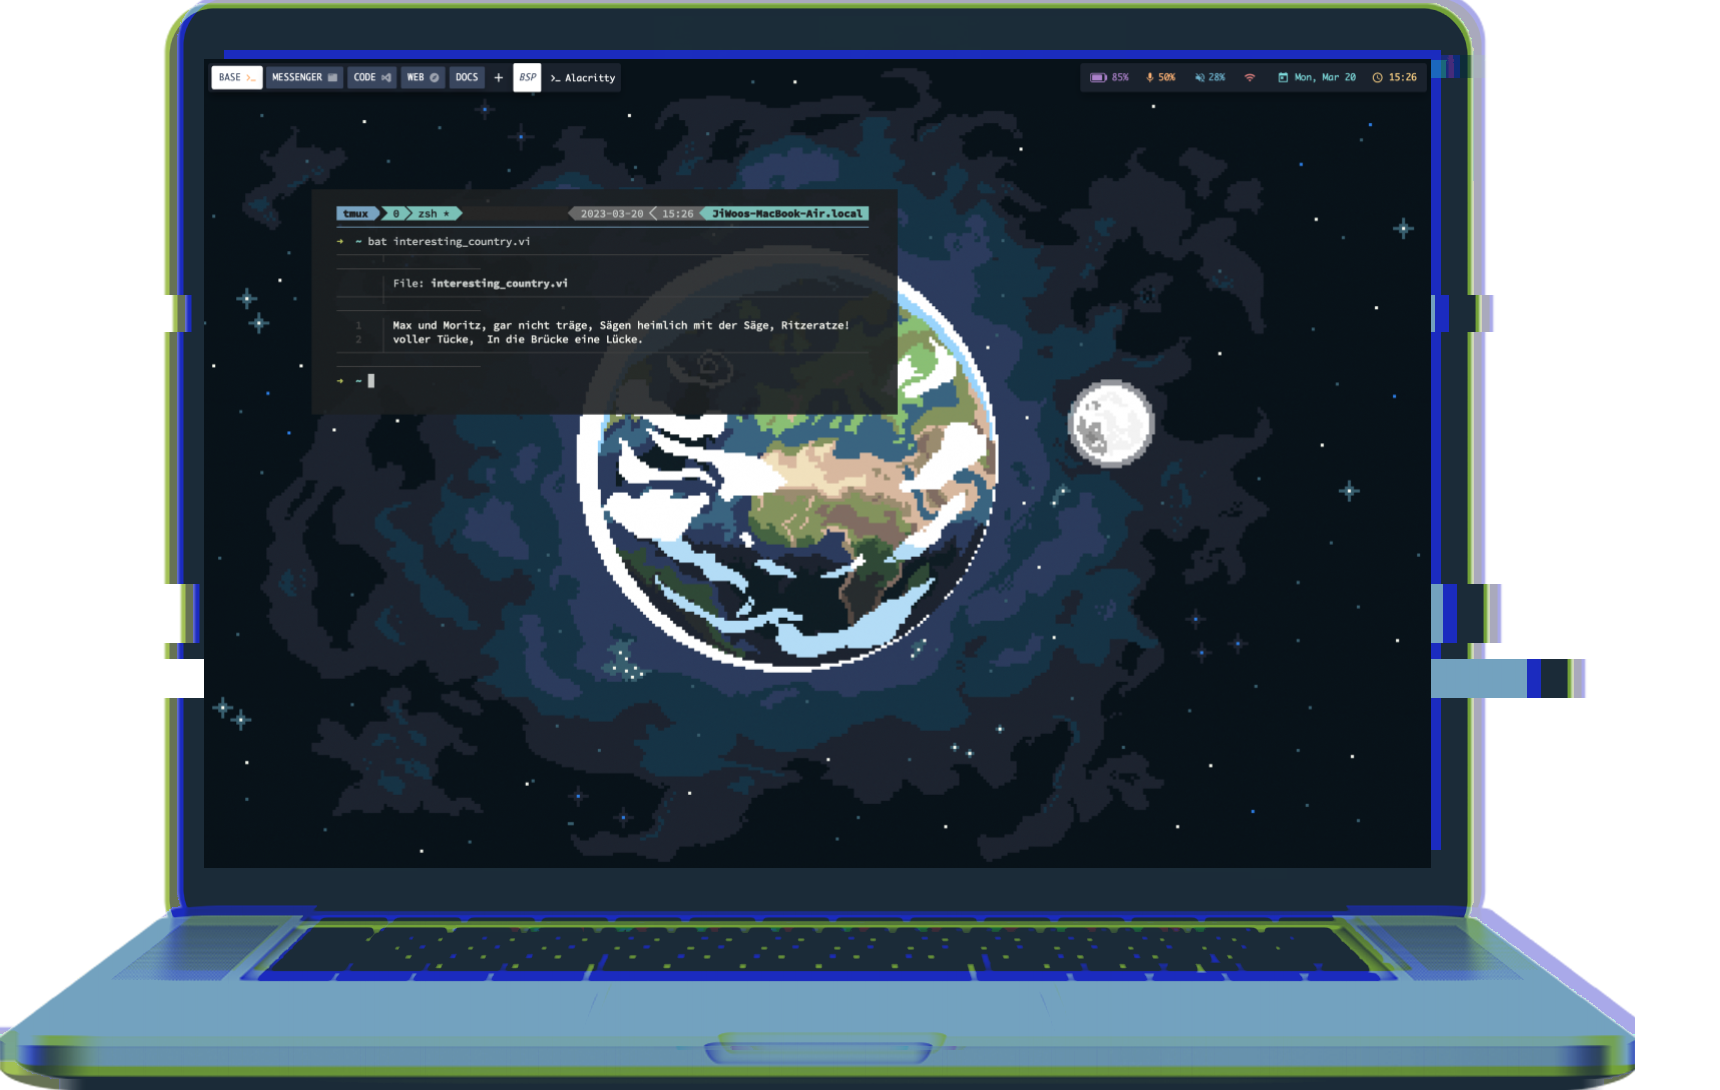 BASE >_ MESSENGER CODE WEB DOCS + BSP >_ Alacritty 85% 50% 28% Mon, Mar 20 15:26
tmux 0 zsh * 2023-03-20 15:26 JiWoos-MacBook-Air.local
→ ~ bat interesting_country.vi
File: interesting_country.vi
1 Max und Moritz, gar nicht träge, Sägen heimlich mit der Säge, Ritzeratze!
2 voller Tücke,  In die Brücke eine Lücke.
→ ~